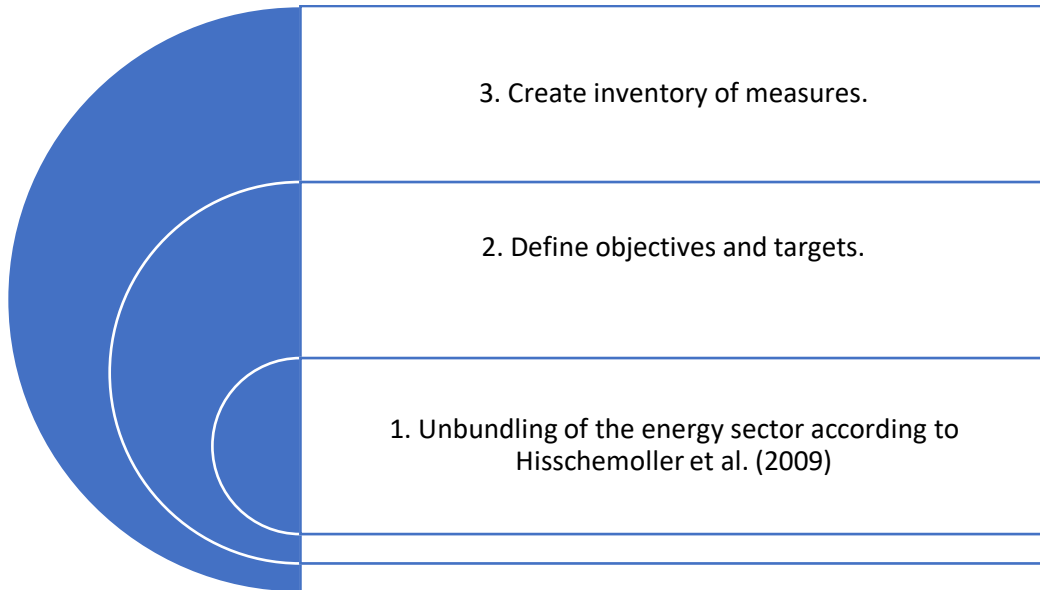 3. Create inventory of measures.
2. Define objectives and targets.
1. Unbundling of the energy sector according to
Hisschemoller et al. (2009)